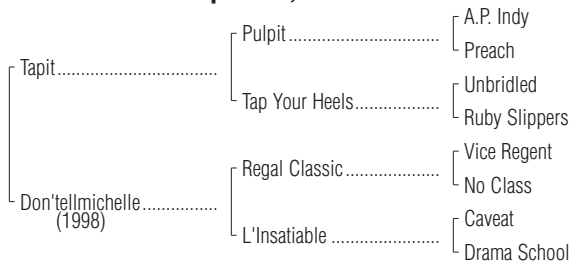 A.P. Indy
Pulpit
Preach
Tapit
Unbridled
Tap Your Heels
Ruby Slippers
Vice Regent
Regal Classic
No Class
Don'tellmichelle
(1998)
Caveat
L'Insatiable
Drama School